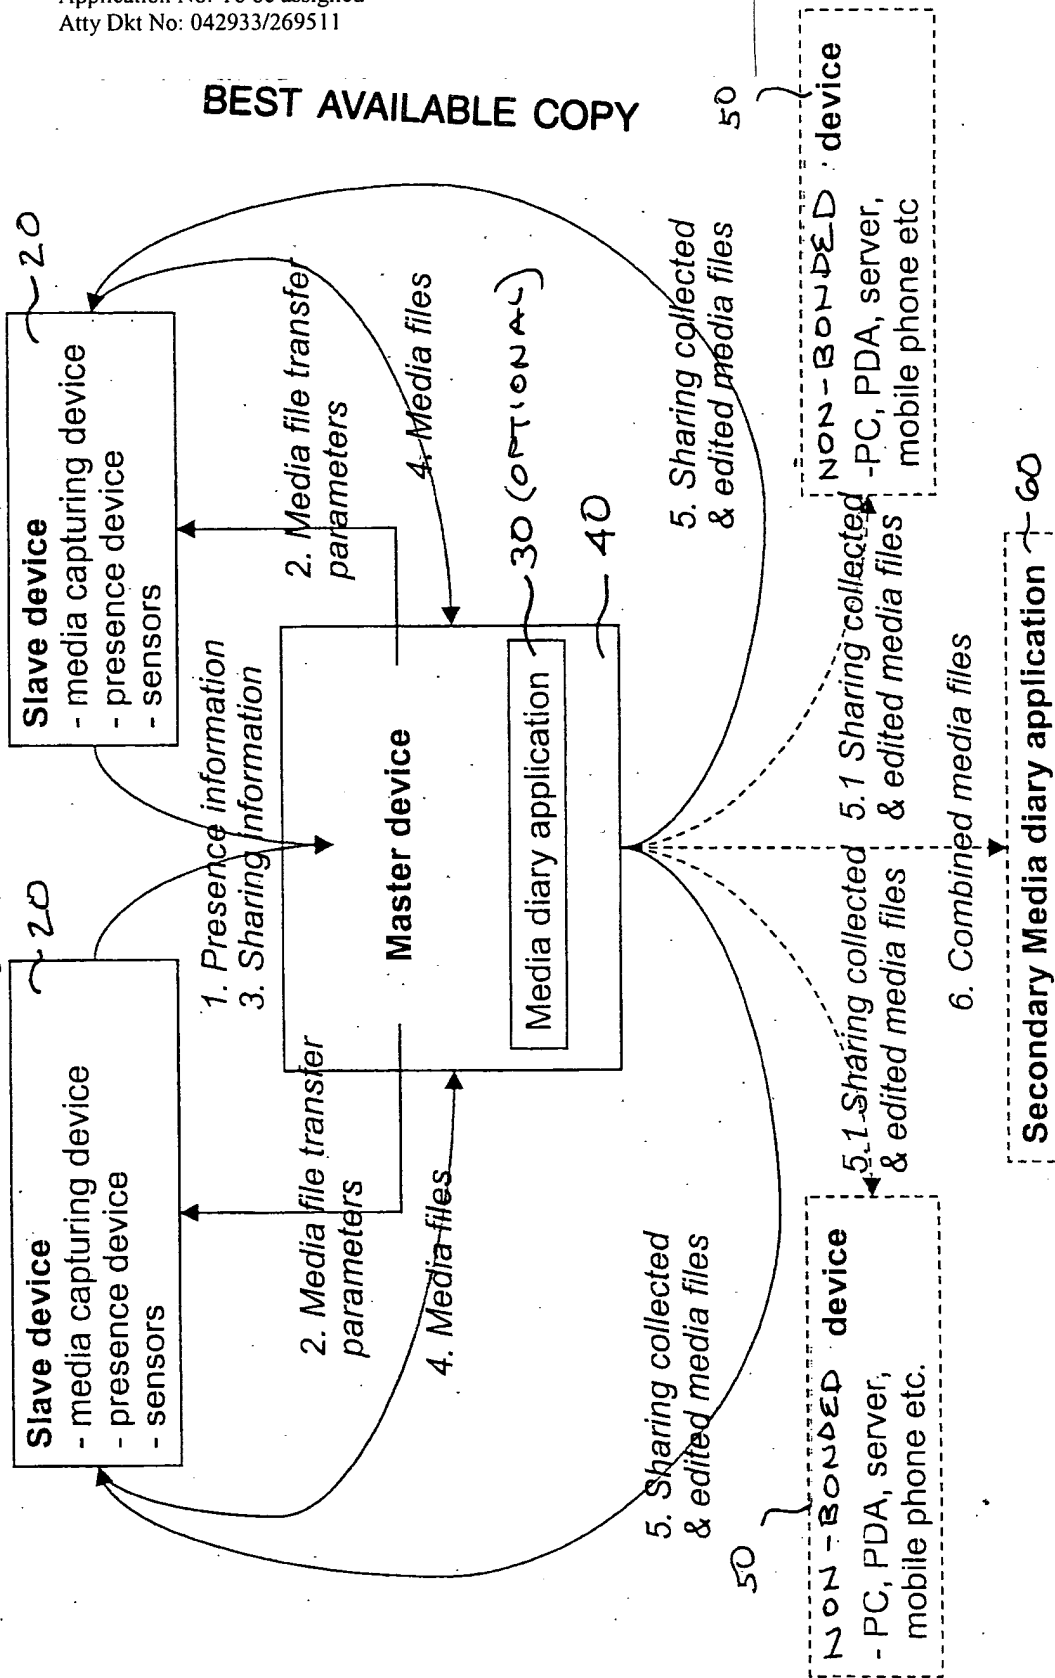 Application No: To be assigned
Atty Dkt No: 042933/269511
BEST AVAILABLE COPY
20
Slave device
- media capturing device
- presence device
- sensors
20
Slave device
- media capturing device
- presence device
- sensors
1. Presence information
3. Sharing information
2. Media file transfer
parameters
2. Media file transfer
parameters
4. Media files
4. Media files
Master device
Media diary application
30 (OPTIONAL)
40
5. Sharing collected
& edited media files
5. Sharing collected
& edited media files
50
NON-BONDED device
- PC, PDA, server,
mobile phone etc.
5.1 Sharing collected
& edited media files
5.1 Sharing collected
& edited media files
50
NON-BONDED device
-PC, PDA, server,
mobile phone etc
6. Combined media files
Secondary Media diary application
60